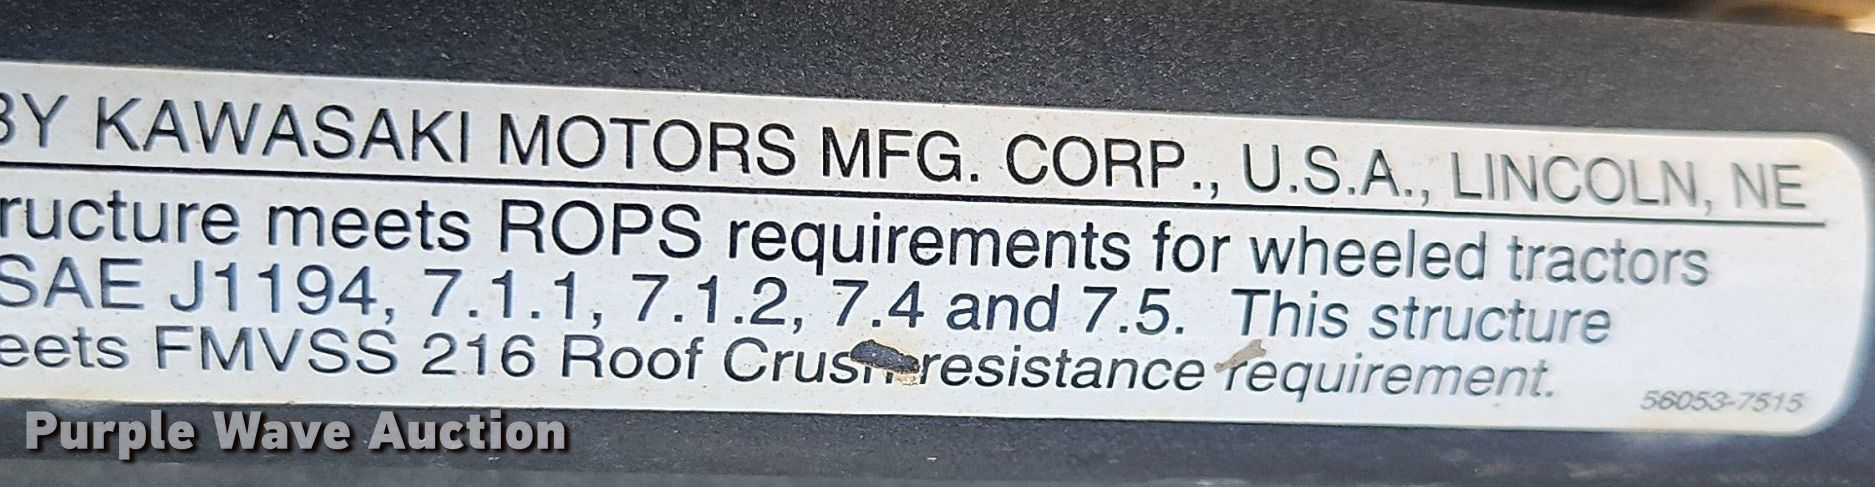 BY KAWASAKI MOTORS MFG. CORP., U.S.A., LINCOLN, NE
ructure meets ROPS requirements for wheeled tractors
SAE J1194, 7.1.1, 7.1.2, 7.4 and 7.5. This structure
eets FMVSS 216 Roof Crush resistance requirement.
56053-7515
Purple Wave Auction